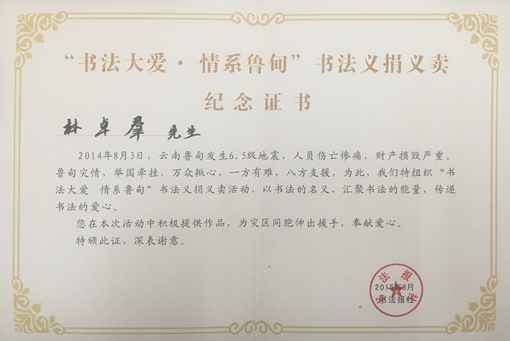 “书法大爱·情系鲁甸”书法义捐义卖
纪念证书
林卓羣 先生
2014年8月3日，云南鲁甸发生6.5级地震，人员伤亡惨痛，财产损毁严重。
鲁甸灾情，举国牵挂，万众揪心，一方有难，八方支援，为此，我们特组织“书
法大爱 情系鲁甸”书法义捐义卖活动，以书法的名义，汇聚书法的能量，传递
书法的爱心。
您在本次活动中积极提供作品，为灾区同胞伸出援手，奉献爱心。
特颁此证，深表谢意。
2015年3月
书法报社